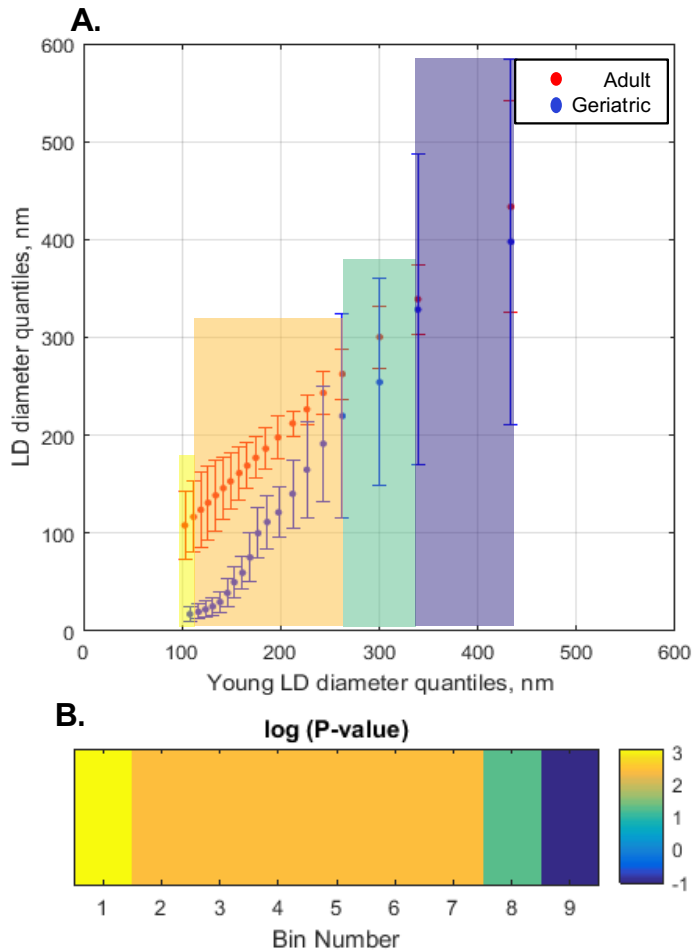 A.
600
500
400
300
200
100
0
LD diameter quantiles, nm
Adult
Geriatric
0 100 200 300 400 500 600
Young LD diameter quantiles, nm
B.
log (P-value)
3
2
1
0
-1
1 2 3 4 5 6 7 8 9
Bin Number